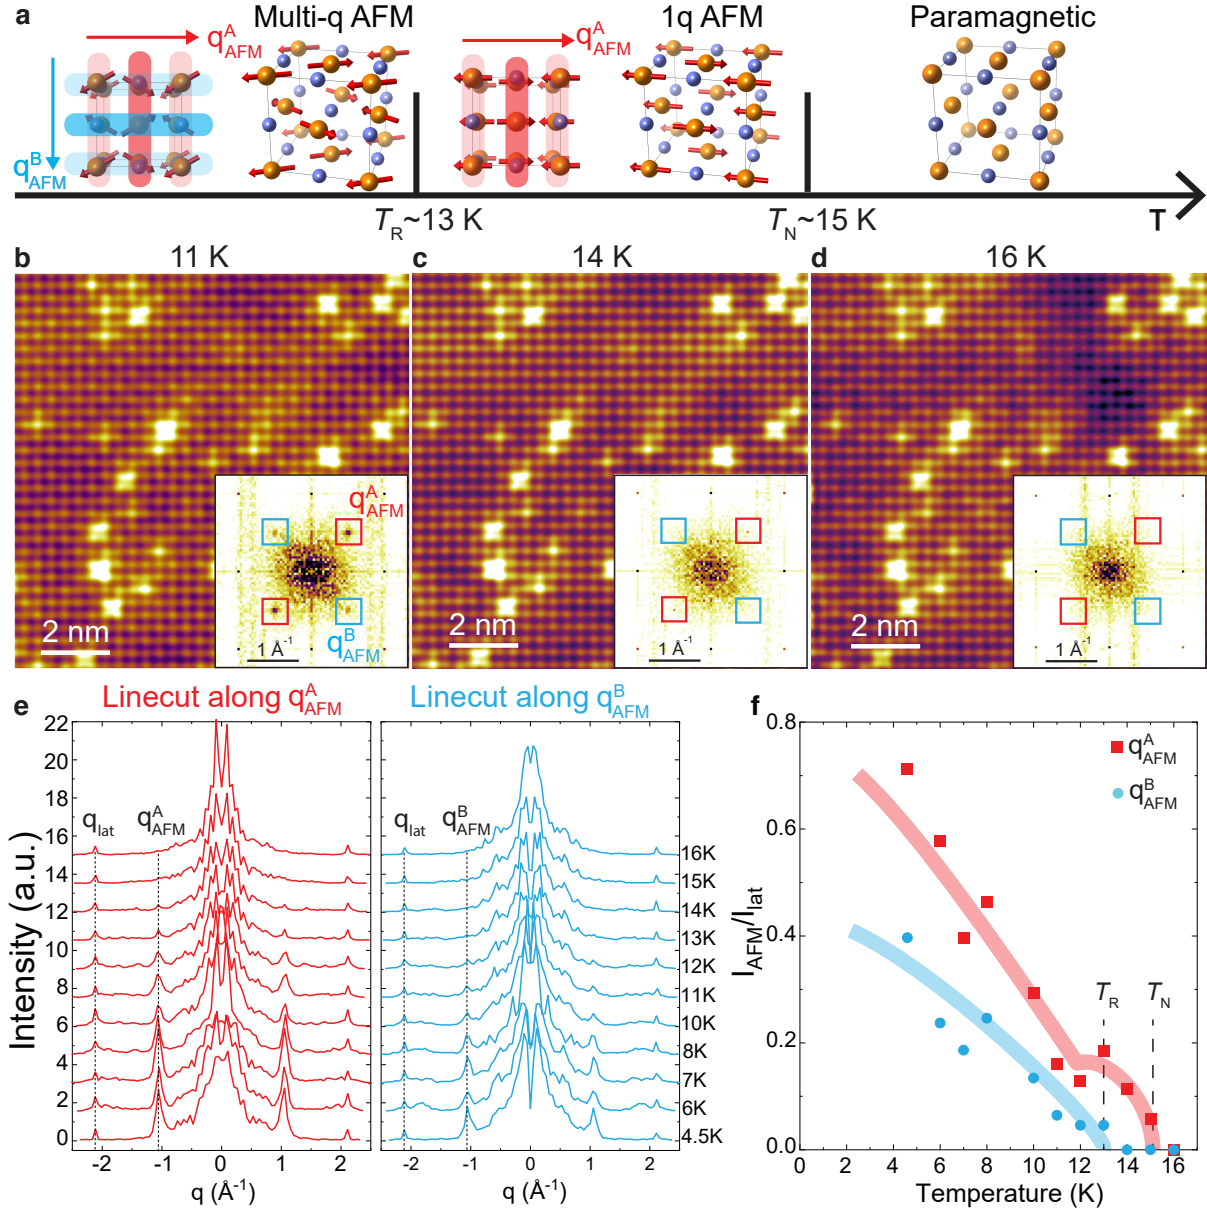 a
Multi-q AFM
1q AFM
Paramagnetic
q^A_AFM
q^A_AFM
q^B_AFM
T_R~13 K
T_N~15 K
T
b
11 K
c
14 K
d
16 K
q^A_AFM
q^B_AFM
2 nm
1 Å⁻¹
2 nm
1 Å⁻¹
2 nm
1 Å⁻¹
e
Linecut along q^A_AFM
Linecut along q^B_AFM
Intensity (a.u.)
22
20
18
16
14
12
10
8
6
4
2
0
q_lat
q^A_AFM
q_lat
q^B_AFM
16K
15K
14K
13K
12K
11K
10K
8K
7K
6K
4.5K
-2 -1 0 1 2
-2 -1 0 1 2
q (Å⁻¹)
q (Å⁻¹)
f
I_AFM/I_lat
0.8
0.6
0.4
0.2
0.0
q^A_AFM
q^B_AFM
T_R
T_N
0 2 4 6 8 10 12 14 16
Temperature (K)